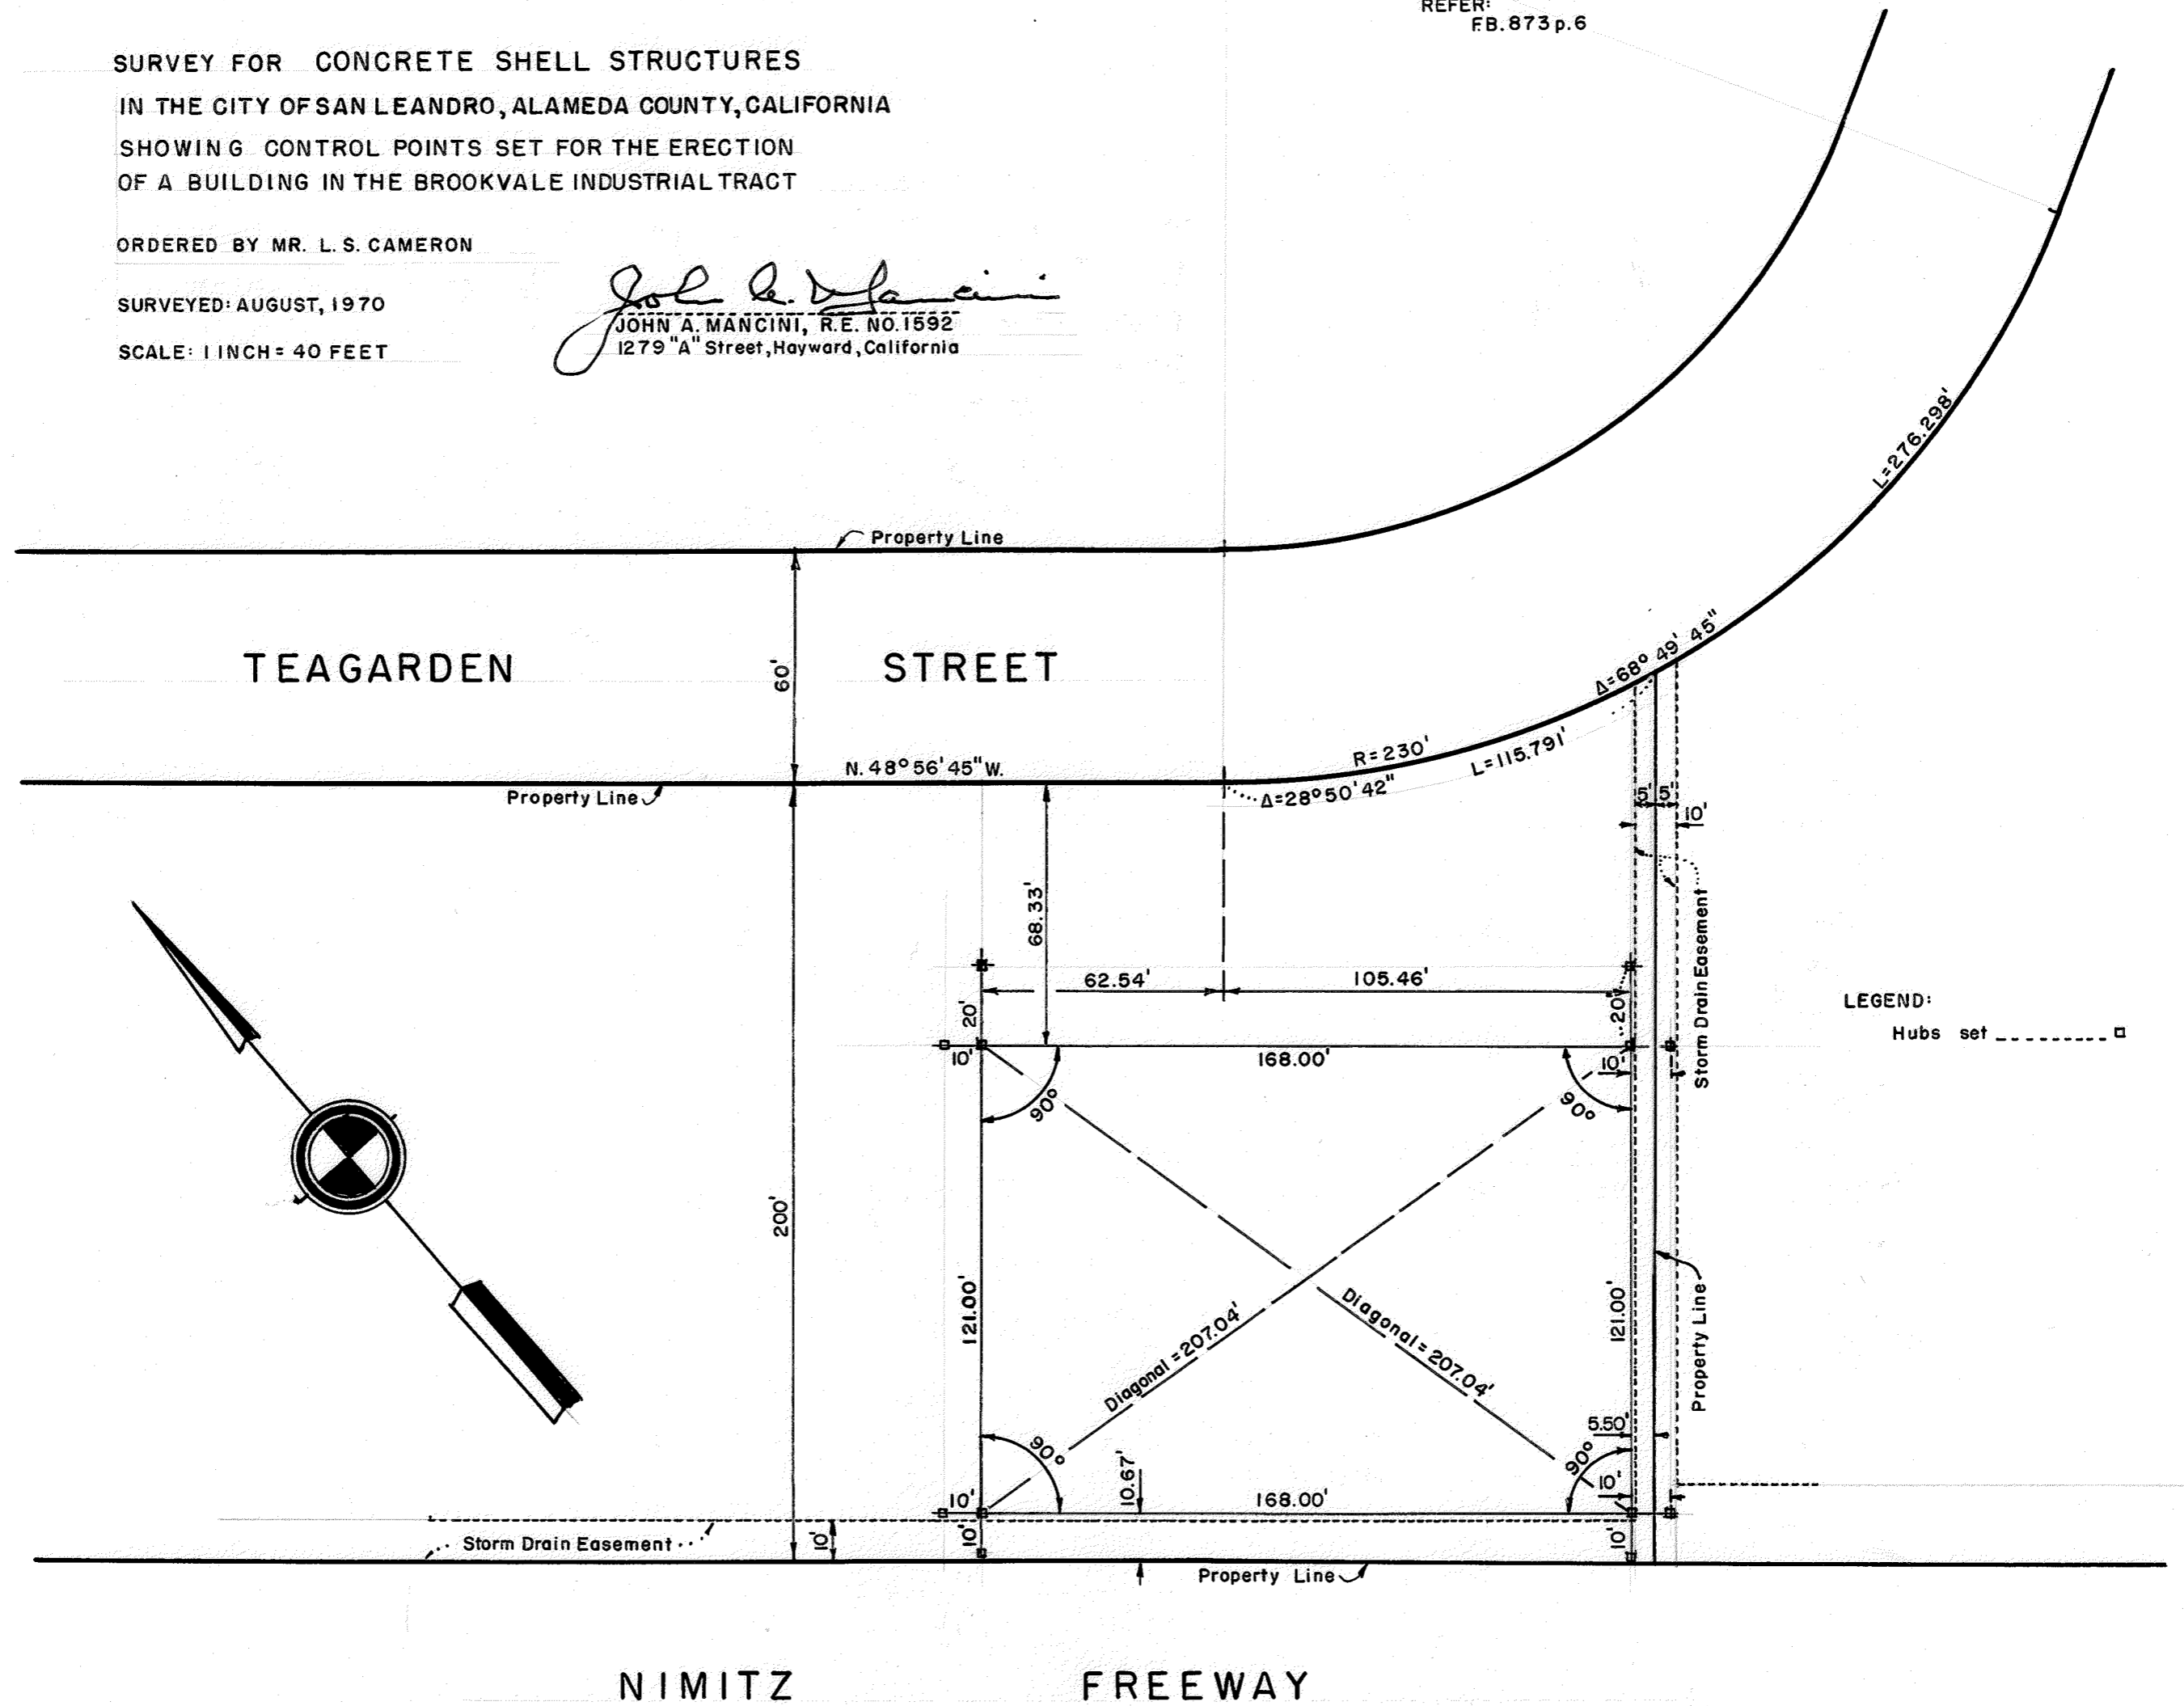 REFER:
F.B. 873 p. 6
SURVEY FOR CONCRETE SHELL STRUCTURES
IN THE CITY OF SAN LEANDRO, ALAMEDA COUNTY, CALIFORNIA
SHOWING CONTROL POINTS SET FOR THE ERECTION
OF A BUILDING IN THE BROOKVALE INDUSTRIAL TRACT
ORDERED BY MR. L. S. CAMERON
SURVEYED: AUGUST, 1970
SCALE: 1 INCH = 40 FEET
John A. Mancini
JOHN A. MANCINI, R.E. NO. 1592
1279 "A" Street, Hayward, California
L=276.298'
Property Line
TEAGARDEN STREET
60'
Δ=68° 49' 45"
R=230'
L=115.791'
N. 48° 56' 45" W.
Property Line
Δ=28° 50' 42"
5' 5'
10'
68.33'
Storm Drain Easement
62.54'
105.46'
20'
20'
LEGEND:
Hubs set
10'
168.00'
10'
90°
90°
200'
121.00'
121.00'
Diagonal = 207.04'
Diagonal = 207.04'
Property Line
5.50'
90°
90°
10.67'
10'
168.00'
10'
Storm Drain Easement
10'
10'
10'
Property Line
NIMITZ FREEWAY